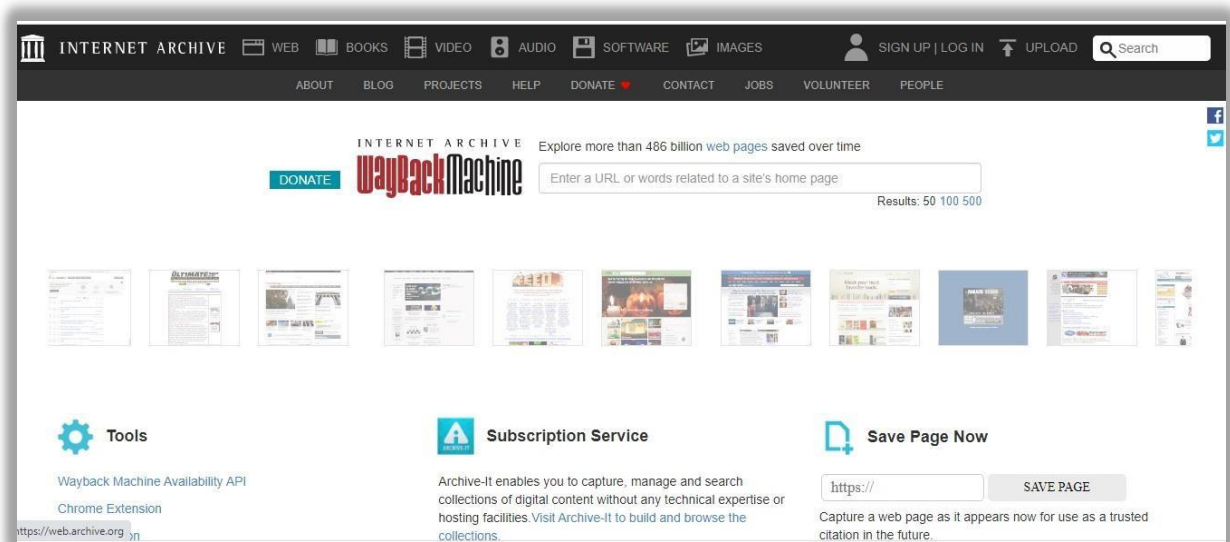 INTERNET ARCHIVE WEB BOOKS VIDEO AUDIO SOFTWARE IMAGES SIGN UP | LOG IN UPLOAD Search
ABOUT BLOG PROJECTS HELP DONATE CONTACT JOBS VOLUNTEER PEOPLE
INTERNET ARCHIVE
WayBackMachine
DONATE
Explore more than 486 billion web pages saved over time
Enter a URL or words related to a site's home page
Results: 50 100 500
Tools
Wayback Machine Availability API
Chrome Extension
https://web.archive.org
Subscription Service
ARCHIVE-IT
Archive-It enables you to capture, manage and search
collections of digital content without any technical expertise or
hosting facilities. Visit Archive-It to build and browse the
collections.
Save Page Now
https:// SAVE PAGE
Capture a web page as it appears now for use as a trusted
citation in the future.